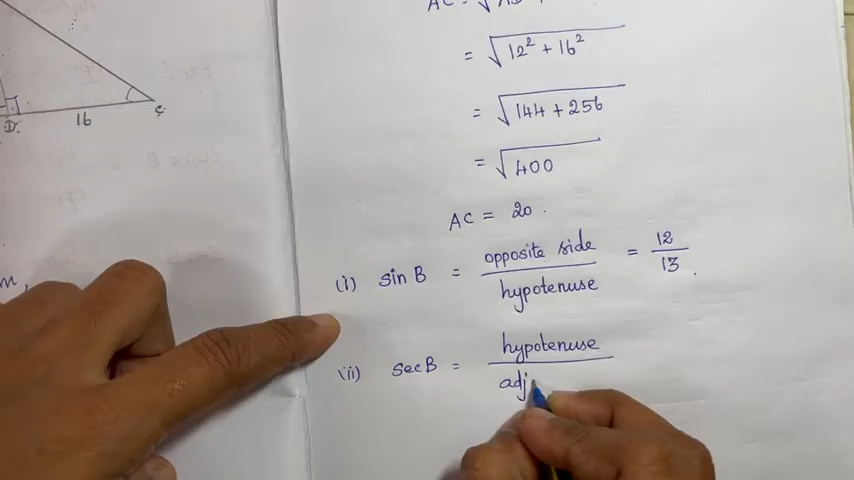 D
16
C
= √12² + 16²
= √144 + 256
= √400
AC = 20.
(i) sin B = opposite side / hypotenuse = 12 / 13.
(ii) sec B = hypotenuse / adj